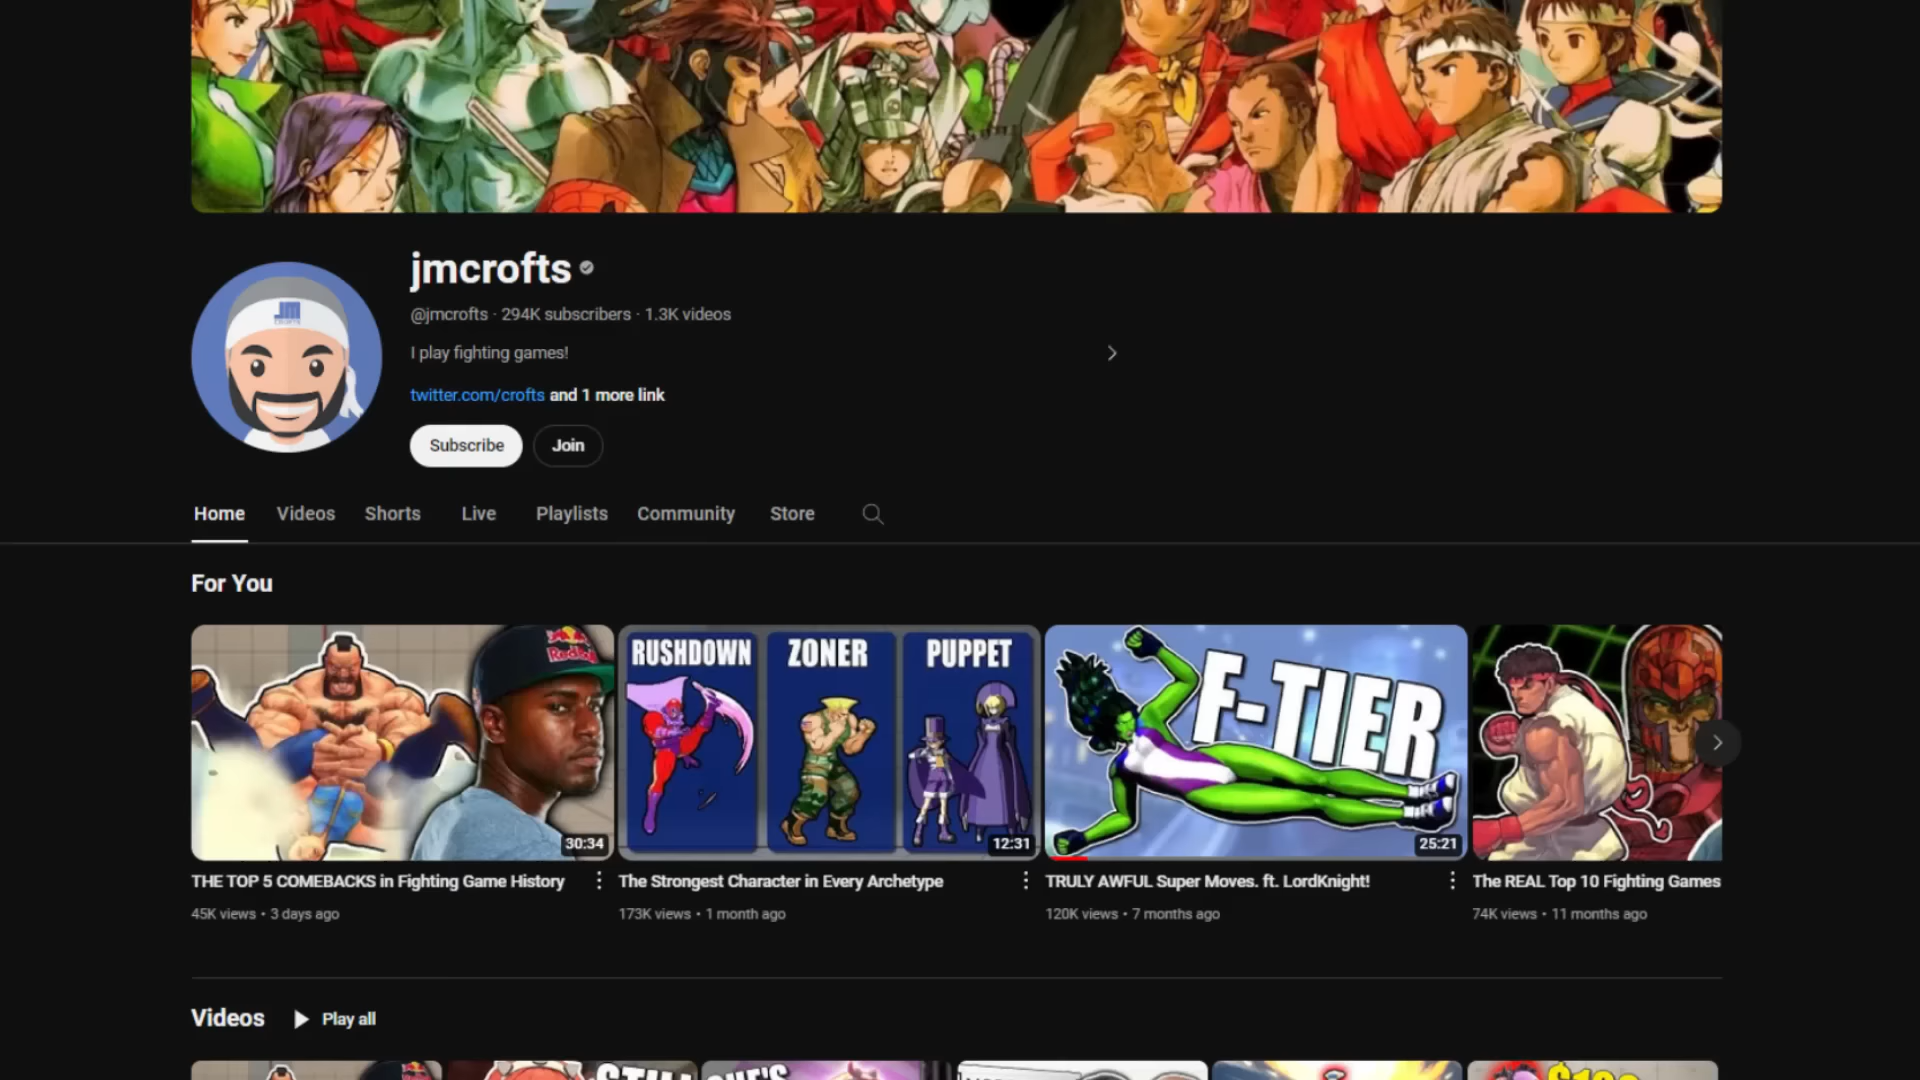 jmcrofts
@jmcrofts · 294K subscribers · 1.3K videos
I play fighting games!
twitter.com/crofts and 1 more link
Subscribe
Join
JM
CROFTS
Home
Videos
Shorts
Live
Playlists
Community
Store
For You
Red Bull
30:34
RUSHDOWN
ZONER
PUPPET
12:31
F-TIER
25:21
THE TOP 5 COMEBACKS in Fighting Game History
45K views • 3 days ago
The Strongest Character in Every Archetype
173K views • 1 month ago
TRULY AWFUL Super Moves. ft. LordKnight!
120K views • 7 months ago
The REAL Top 10 Fighting Games
74K views • 11 months ago
Videos
Play all